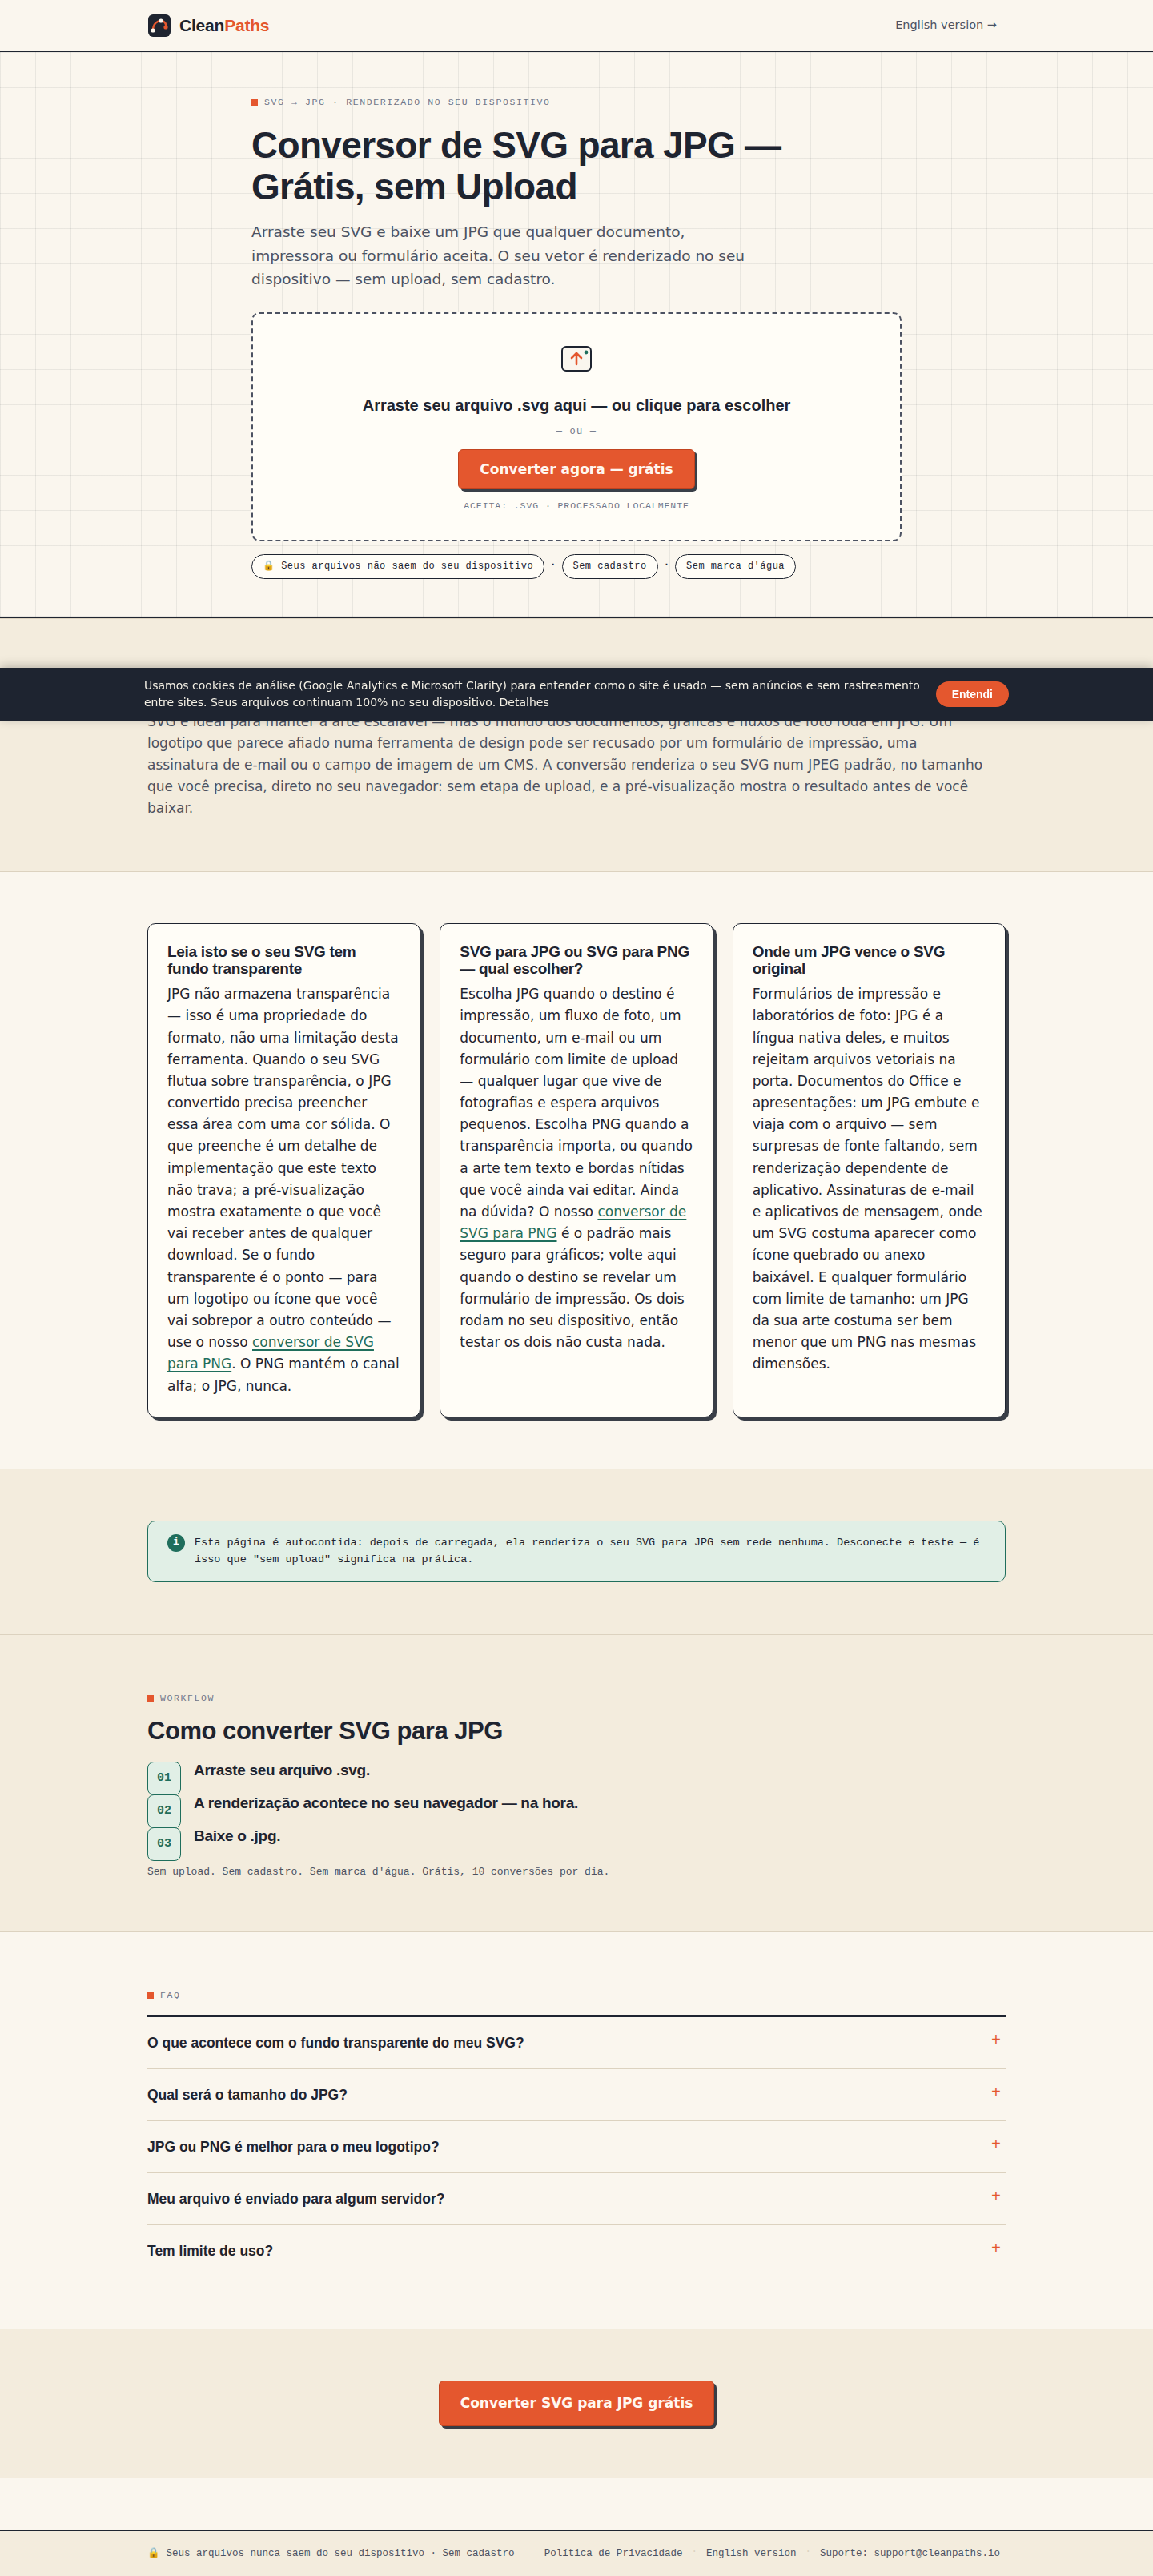 CleanPaths
English version →
SVG → JPG · RENDERIZADO NO SEU DISPOSITIVO
Conversor de SVG para JPG —
Grátis, sem Upload
Arraste seu SVG e baixe um JPG que qualquer documento,
impressora ou formulário aceita. O seu vetor é renderizado no seu
dispositivo — sem upload, sem cadastro.
Arraste seu arquivo .svg aqui — ou clique para escolher
— ou —
Converter agora — grátis
ACEITA: .SVG · PROCESSADO LOCALMENTE
🔒 Seus arquivos não saem do seu dispositivo · Sem cadastro · Sem marca d'água
Usamos cookies de análise (Google Analytics e Microsoft Clarity) para entender como o site é usado — sem anúncios e sem rastreamento
entre sites. Seus arquivos continuam 100% no seu dispositivo. Detalhes
Entendi
SVG é ideal para manter a arte escalável — mas o mundo dos documentos, gráficas e fluxos de foto roda em JPG. Um
logotipo que parece afiado numa ferramenta de design pode ser recusado por um formulário de impressão, uma
assinatura de e-mail ou o campo de imagem de um CMS. A conversão renderiza o seu SVG num JPEG padrão, no tamanho
que você precisa, direto no seu navegador: sem etapa de upload, e a pré-visualização mostra o resultado antes de você
baixar.
Leia isto se o seu SVG tem
fundo transparente
JPG não armazena transparência
— isso é uma propriedade do
formato, não uma limitação desta
ferramenta. Quando o seu SVG
flutua sobre transparência, o JPG
convertido precisa preencher
essa área com uma cor sólida. O
que preenche é um detalhe de
implementação que este texto
não trava; a pré-visualização
mostra exatamente o que você
vai receber antes de qualquer
download. Se o fundo
transparente é o ponto — para
um logotipo ou ícone que você
vai sobrepor a outro conteúdo —
use o nosso conversor de SVG
para PNG. O PNG mantém o canal
alfa; o JPG, nunca.
SVG para JPG ou SVG para PNG
— qual escolher?
Escolha JPG quando o destino é
impressão, um fluxo de foto, um
documento, um e-mail ou um
formulário com limite de upload
— qualquer lugar que vive de
fotografias e espera arquivos
pequenos. Escolha PNG quando a
transparência importa, ou quando
a arte tem texto e bordas nítidas
que você ainda vai editar. Ainda
na dúvida? O nosso conversor de
SVG para PNG é o padrão mais
seguro para gráficos; volte aqui
quando o destino se revelar um
formulário de impressão. Os dois
rodam no seu dispositivo, então
testar os dois não custa nada.
Onde um JPG vence o SVG
original
Formulários de impressão e
laboratórios de foto: JPG é a
língua nativa deles, e muitos
rejeitam arquivos vetoriais na
porta. Documentos do Office e
apresentações: um JPG embute e
viaja com o arquivo — sem
surpresas de fonte faltando, sem
renderização dependente de
aplicativo. Assinaturas de e-mail
e aplicativos de mensagem, onde
um SVG costuma aparecer como
ícone quebrado ou anexo
baixável. E qualquer formulário
com limite de tamanho: um JPG
da sua arte costuma ser bem
menor que um PNG nas mesmas
dimensões.
i Esta página é autocontida: depois de carregada, ela renderiza o seu SVG para JPG sem rede nenhuma. Desconecte e teste — é
isso que "sem upload" significa na prática.
WORKFLOW
Como converter SVG para JPG
01 Arraste seu arquivo .svg.
02 A renderização acontece no seu navegador — na hora.
03 Baixe o .jpg.
Sem upload. Sem cadastro. Sem marca d'água. Grátis, 10 conversões por dia.
FAQ
O que acontece com o fundo transparente do meu SVG? +
Qual será o tamanho do JPG? +
JPG ou PNG é melhor para o meu logotipo? +
Meu arquivo é enviado para algum servidor? +
Tem limite de uso? +
Converter SVG para JPG grátis
🔒 Seus arquivos nunca saem do seu dispositivo · Sem cadastro
Política de Privacidade · English version · Suporte: support@cleanpaths.io